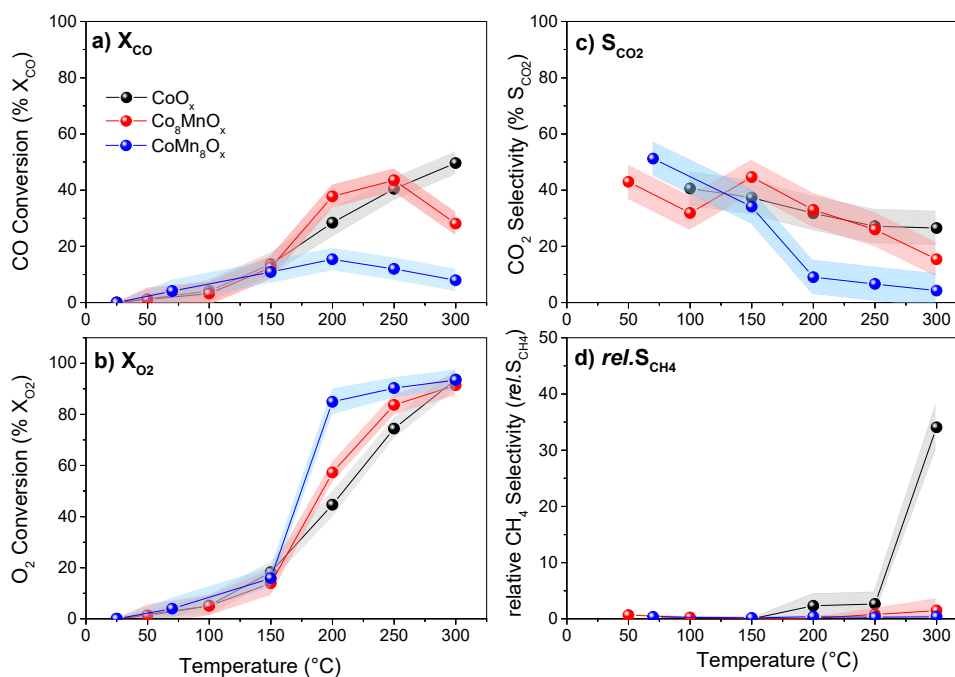 a) X_CO
CO Conversion (% X_CO)
100
80
60
40
20
0
CoO_x
Co_8MnO_x
CoMn_8O_x
0 50 100 150 200 250 300
c) S_CO2
CO_2 Selectivity (% S_CO2)
100
80
60
40
20
0
0 50 100 150 200 250 300
b) X_O2
O_2 Conversion (% X_O2)
100
80
60
40
20
0
0 50 100 150 200 250 300
Temperature (°C)
d) rel.S_CH4
relative CH_4 Selectivity (rel.S_CH4)
50
40
30
20
10
0
0 50 100 150 200 250 300
Temperature (°C)